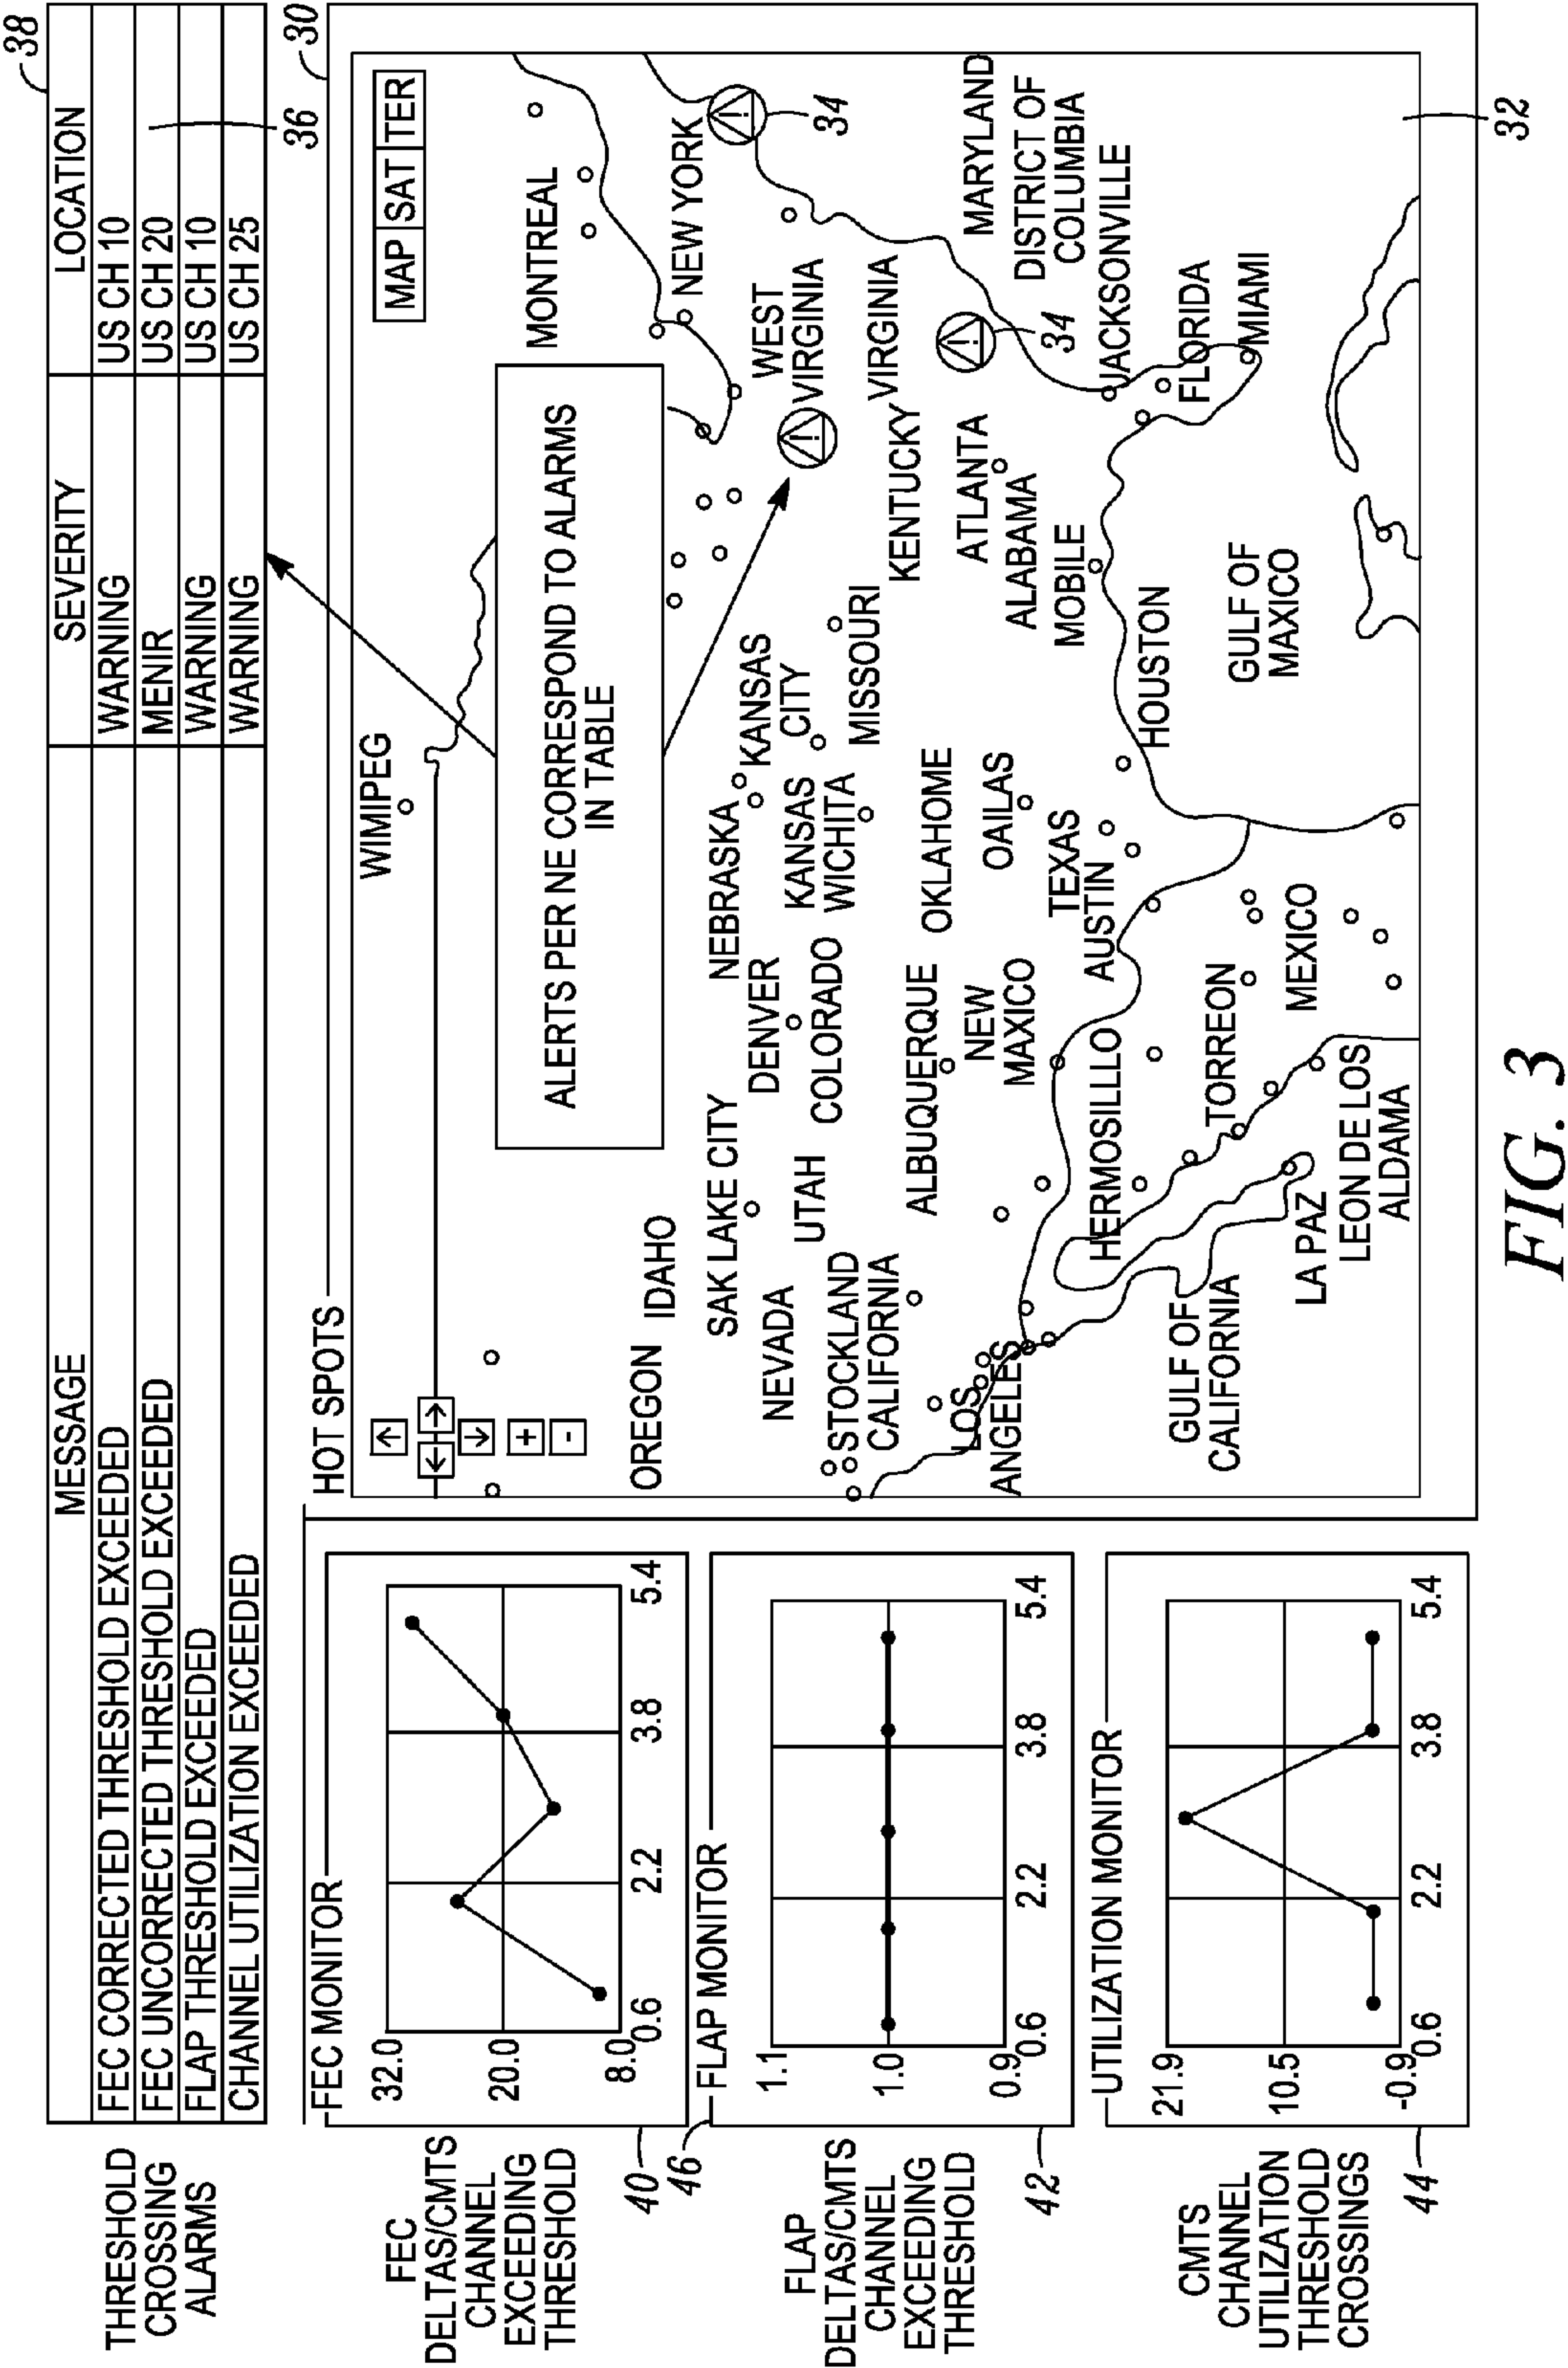 38
MESSAGE SEVERITY LOCATION
FEC CORRECTED THRESHOLD EXCEEDED WARNING US CH 10
FEC UNCORRECTED THRESHOLD EXCEEDED MENIR US CH 20
FLAP THRESHOLD EXCEEDED WARNING US CH 10
CHANNEL UTILIZATION EXCEEDED WARNING US CH 25
THRESHOLD
CROSSING
ALARMS
36
30
FEC MONITOR
32.0
20.0
8.0
0.6 2.2 3.8 5.4
FEC
DELTAS/CMTS
CHANNEL
EXCEEDING
THRESHOLD
40
46
FLAP MONITOR
1.1
1.0
0.9
0.6 2.2 3.8 5.4
FLAP
DELTAS/CMTS
CHANNEL
EXCEEDING
THRESHOLD
42
UTILIZATION MONITOR
21.9
10.5
-0.9
0.6 2.2 3.8 5.4
CMTS
CHANNEL
UTILIZATION
THRESHOLD
CROSSINGS
44
HOT SPOTS
MAP SAT TER
+
-
WIMIPEG
ALERTS PER NE CORRESPOND TO ALARMS
IN TABLE
MONTREAL
OREGON
IDAHO
NEW YORK
34
SAK LAKE CITY
NEBRASKA
KANSAS
CITY
WEST
VIRGINIA
NEVADA
UTAH
DENVER
COLORADO
KANSAS
WICHITA
MISSOURI
VIRGINIA
STOCKLAND
CALIFORNIA
ALBUQUERQUE
OKLAHOME
KENTUCKY
MARYLAND
LOS
ANGELES
NEW
MAXICO
OAILAS
ATLANTA
ALABAMA
34
DISTRICT OF
COLUMBIA
TEXAS
AUSTIN
MOBILE
JACKSONVILLE
HERMOSILLLO
HOUSTON
GULF OF
CALIFORNIA
TORREON
GULF OF
MAXICO
FLORIDA
MIAMI
LA PAZ
MEXICO
LEON DE LOS
ALDAMA
32
FIG. 3